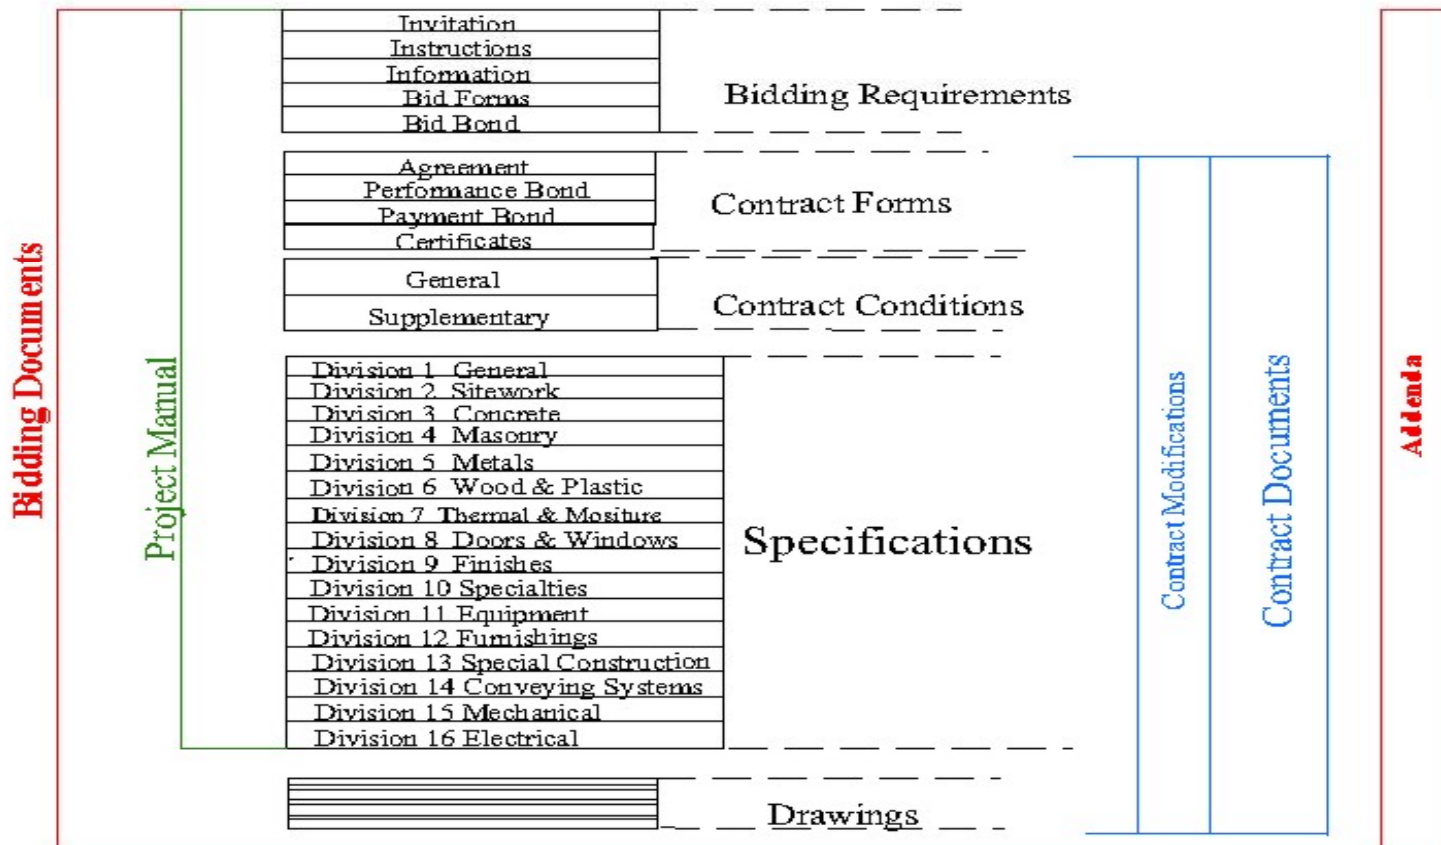 Invitation
Instructions
Information
Bid Forms
Bid Bond
Bidding Requirements
Agreement
Performance Bond
Payment Bond
Certificates
Contract Forms
General
Supplementary
Contract Conditions
Division 1 General
Division 2 Sitework
Division 3 Concrete
Division 4 Masonry
Division 5 Metals
Division 6 Wood & Plastic
Division 7 Thermal & Mositure
Division 8 Doors & Windows
Division 9 Finishes
Division 10 Specialties
Division 11 Equipment
Division 12 Furnishings
Division 13 Special Construction
Division 14 Conveying Systems
Division 15 Mechanical
Division 16 Electrical
Specifications
Drawings
Bidding Documents
Project Manual
Contract Modifications
Contract Documents
Addenda